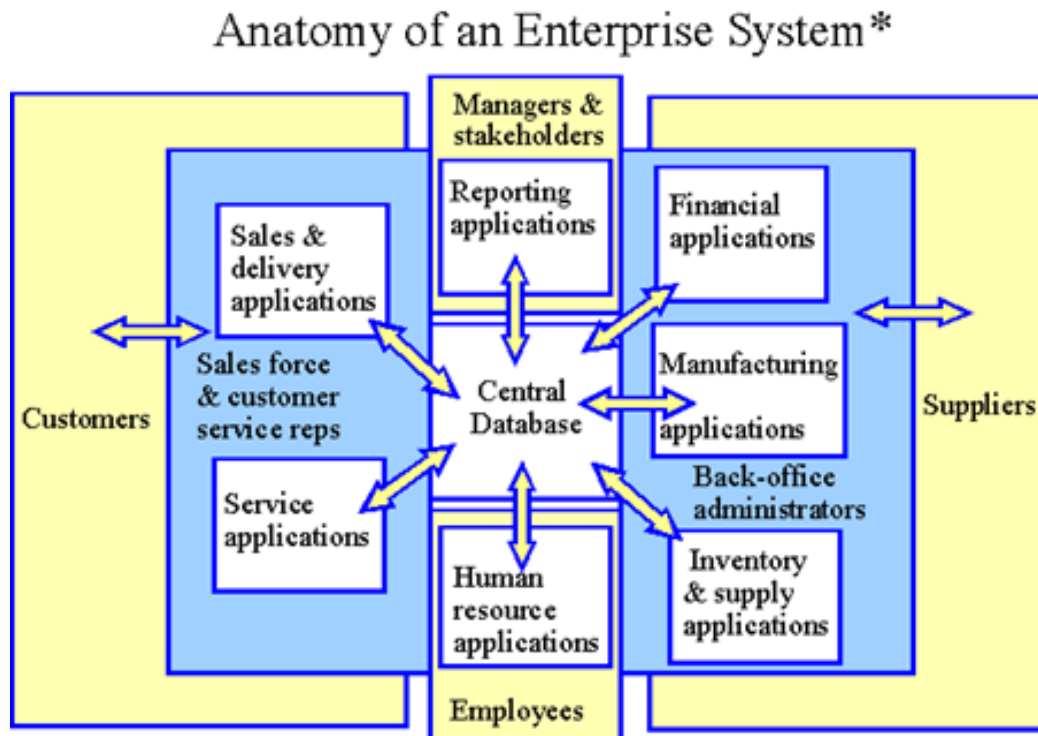 Anatomy of an Enterprise System*
Managers &
stakeholders
Reporting
applications
Sales &
delivery
applications
Financial
applications
Customers
Sales force
& customer
service reps
Central
Database
Manufacturing
applications
Suppliers
Service
applications
Back-office
administrators
Human
resource
applications
Inventory
& supply
applications
Employees